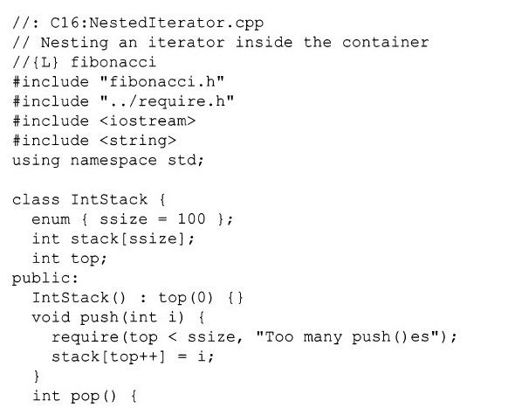 //: C16:NestedIterator.cpp
// Nesting an iterator inside the container
//{L} fibonacci
#include "fibonacci.h"
#include "../require.h"
#include <iostream>
#include <string>
using namespace std;

class IntStack {
  enum { ssize = 100 };
  int stack[ssize];
  int top;
public:
  IntStack() : top(0) {}
  void push(int i) {
    require(top < ssize, "Too many push()es");
    stack[top++] = i;
  }
  int pop() {